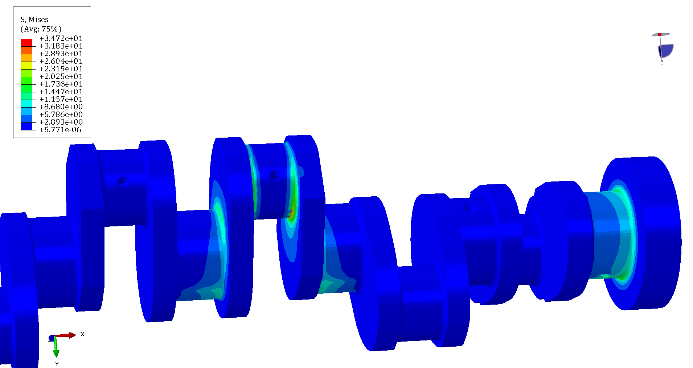 S, Mises
(Avg: 75%)
+3.472e+01
+3.183e+01
+2.893e+01
+2.604e+01
+2.315e+01
+2.025e+01
+1.736e+01
+1.447e+01
+1.157e+01
+8.680e+00
+5.786e+00
+2.893e+00
+5.771e-06
X
Y